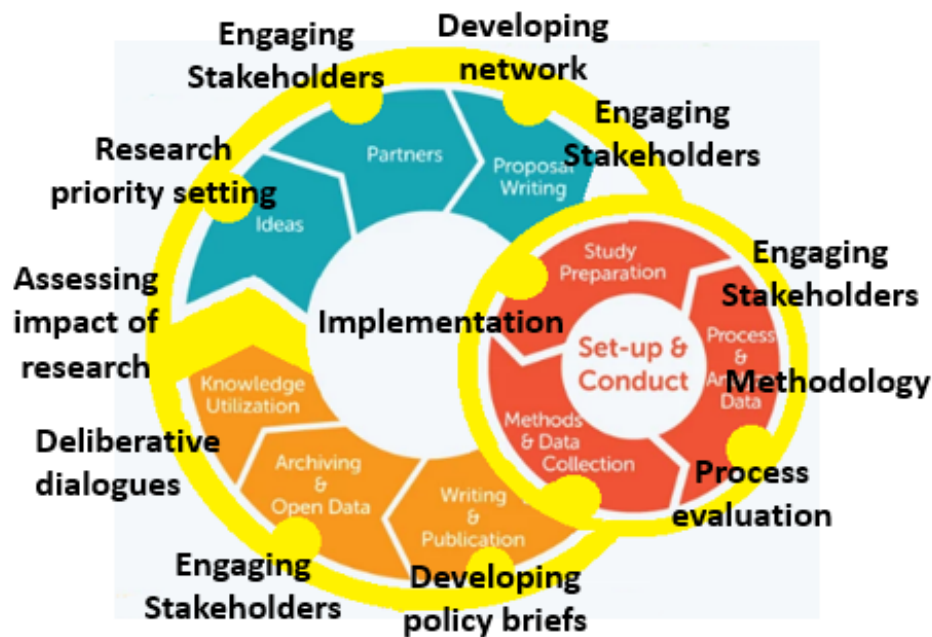 Engaging
Stakeholders
Developing
network
Engaging
Stakeholders
Research
priority setting
Partners
Proposal
Writing
Ideas
Assessing
impact of
research
Implementation
Study
Preparation
Engaging
Stakeholders
Set-up &
Conduct
Process
&
Data
Methodology
Methods
& Data
Collection
Process
evaluation
Knowledge
Utilization
Deliberative
dialogues
Archiving
&
Open Data
Writing
&
Publication
Engaging
Stakeholders
Developing
policy briefs